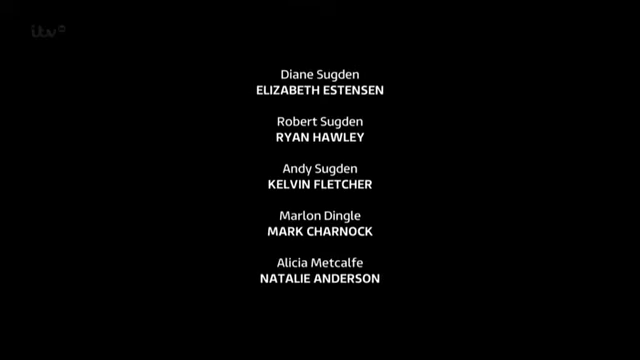 itv
Diane Sugden
ELIZABETH ESTENSEN
Robert Sugden
RYAN HAWLEY
Andy Sugden
KELVIN FLETCHER
Marlon Dingle
MARK CHARNOCK
Alicia Metcalfe
NATALIE ANDERSON